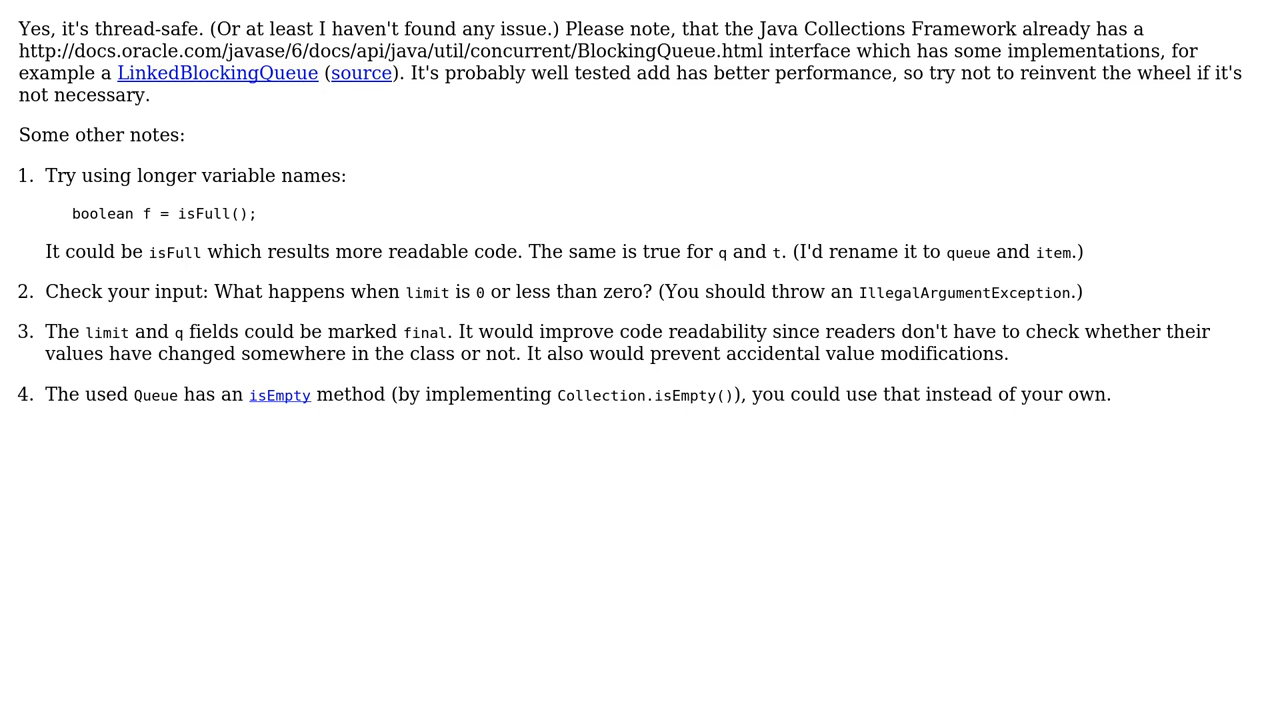 Yes, it's thread-safe. (Or at least I haven't found any issue.) Please note, that the Java Collections Framework already has a
http://docs.oracle.com/javase/6/docs/api/java/util/concurrent/BlockingQueue.html interface which has some implementations, for
example a LinkedBlockingQueue (source). It's probably well tested add has better performance, so try not to reinvent the wheel if it's
not necessary.
Some other notes:
1. Try using longer variable names:
boolean f = isFull();
It could be isFull which results more readable code. The same is true for q and t. (I'd rename it to queue and item.)
2. Check your input: What happens when limit is 0 or less than zero? (You should throw an IllegalArgumentException.)
3. The limit and q fields could be marked final. It would improve code readability since readers don't have to check whether their
values have changed somewhere in the class or not. It also would prevent accidental value modifications.
4. The used Queue has an isEmpty method (by implementing Collection.isEmpty()), you could use that instead of your own.